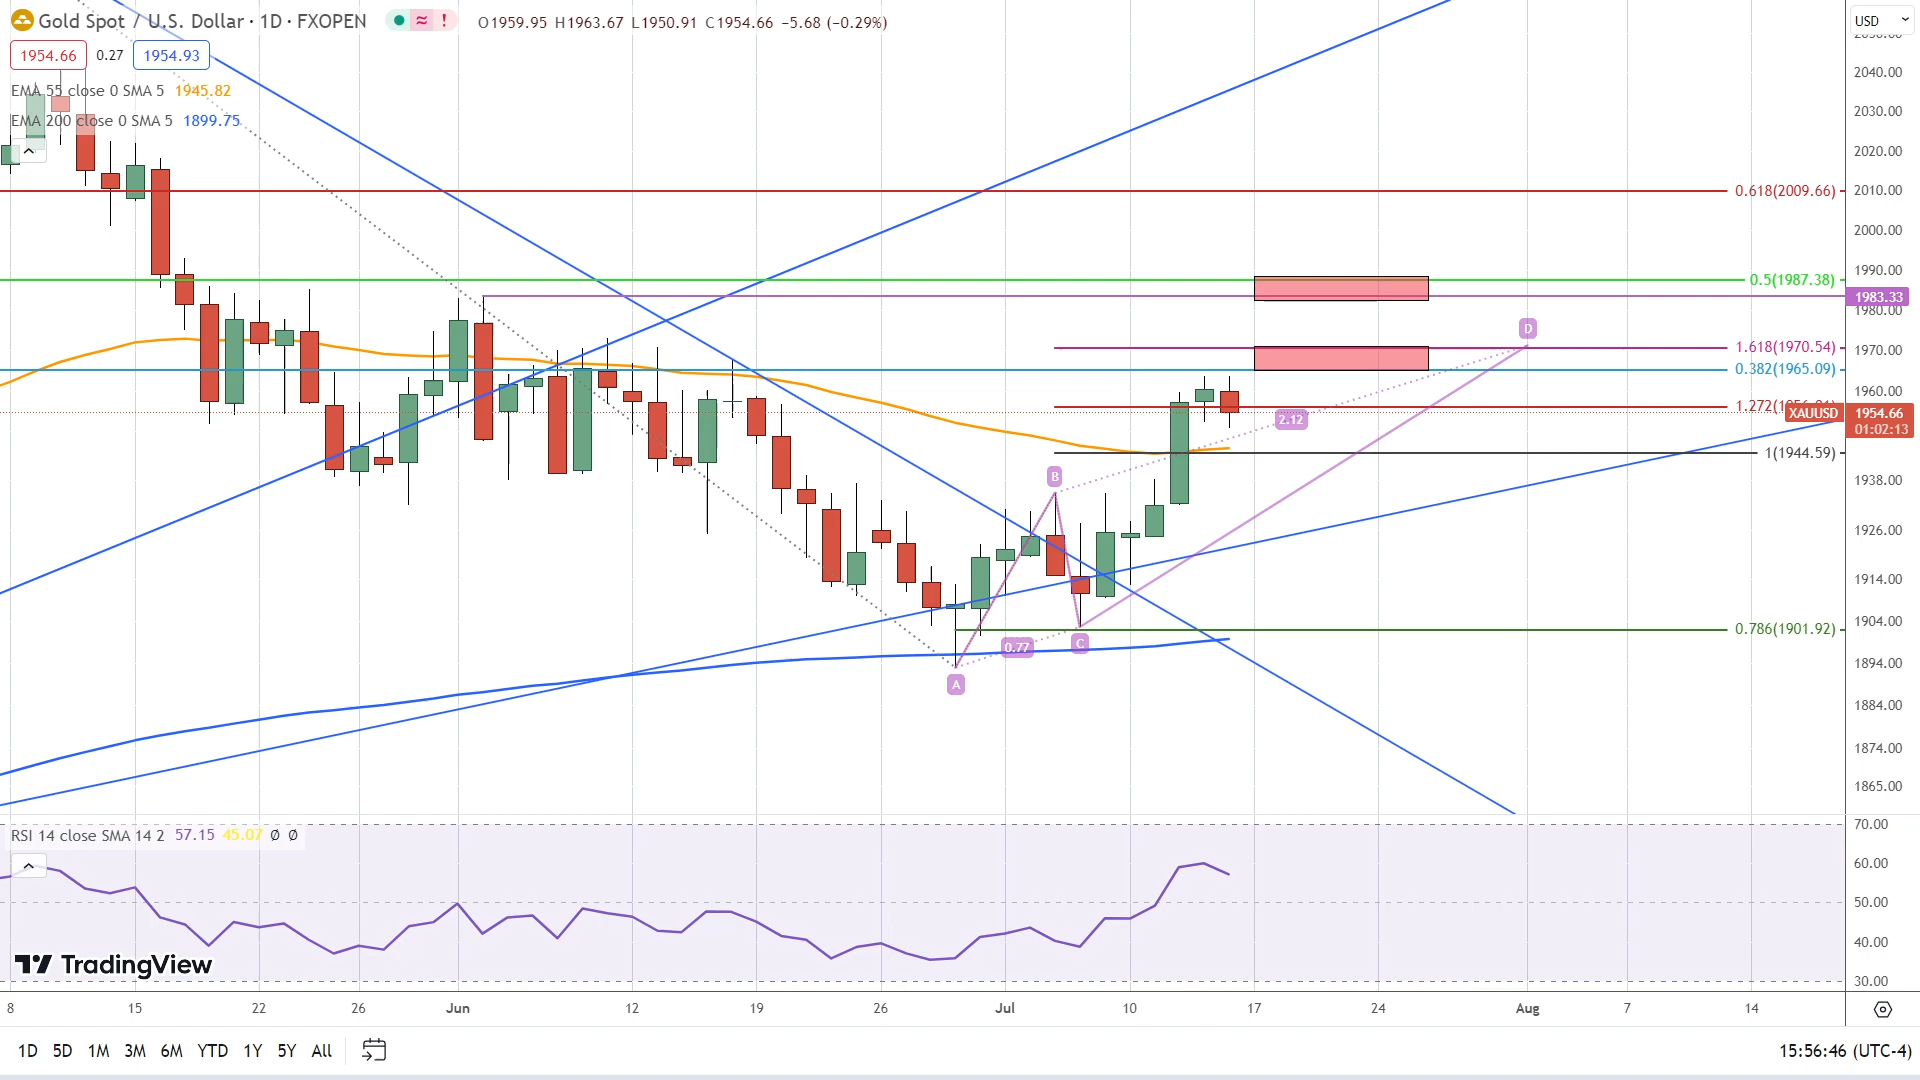 Gold Spot / U.S. Dollar · 1D · FXOPEN ≈ ! O1959.95 H1963.67 L1950.91 C1954.66 −5.68 (−0.29%)
USD
1954.66 0.27 1954.93
EMA 55 close 0 SMA 5 1945.82
EMA 200 close 0 SMA 5 1899.75
2040.00
2030.00
2020.00
0.618(2009.66) 2010.00
2000.00
1990.00
0.5(1987.38)
1983.33
1980.00
D
1.618(1970.54) 1970.00
0.382(1965.09)
1960.00
XAUUSD 1954.66
01:02:13
2.12
1(1944.59)
B
1938.00
1926.00
1914.00
0.786(1901.92) 1904.00
0.77 C
A
1894.00
1884.00
1874.00
1865.00
RSI 14 close SMA 14 2 57.15 45.07 Ø Ø
70.00
60.00
50.00
40.00
30.00
TradingView
8 15 22 26 Jun 12 19 26 Jul 10 17 24 Aug 7 14
1D 5D 1M 3M 6M YTD 1Y 5Y All 15:56:46 (UTC-4)